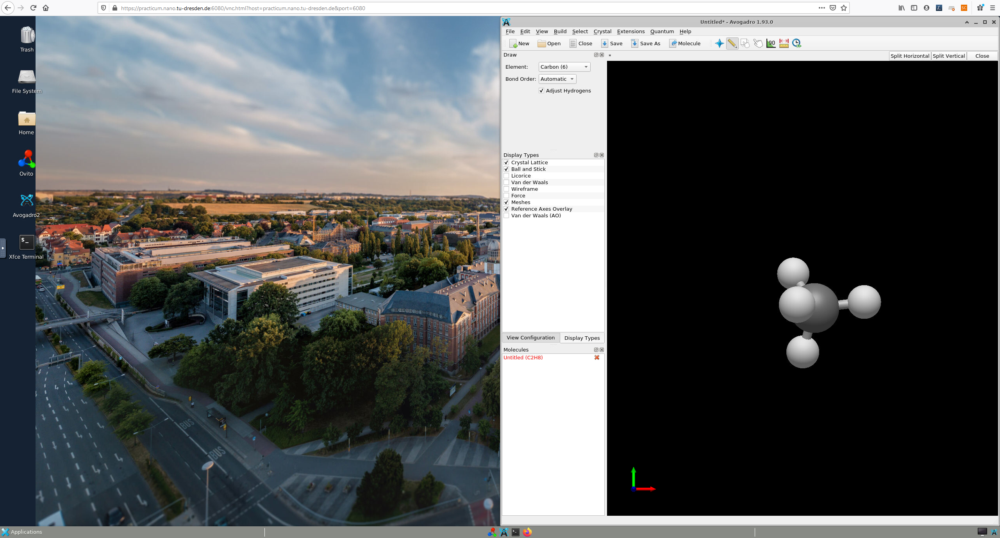 https://practicum.nano.tu-dresden.de:6080/vnc.html?host=practicum.nano.tu-dresden.de&port=6080
SC
Trash
File System
Home
Ovito
Avogadro2
$_
Xfce Terminal
BUS
BUS
Untitled* - Avogadro 1.93.0
File Edit View Build Select Crystal Extensions Quantum Help
New Open Close Save Save As Molecule 90
Draw
*
Split Horizontal Split Vertical Close
Element: Carbon (6)
Bond Order: Automatic
Adjust Hydrogens
Display Types
Crystal Lattice
Ball and Stick
Licorice
Van der Waals
Wireframe
Force
Meshes
Reference Axes Overlay
Van der Waals (AO)
View Configuration Display Types
Molecules
Untitled (C2H8)
Applications